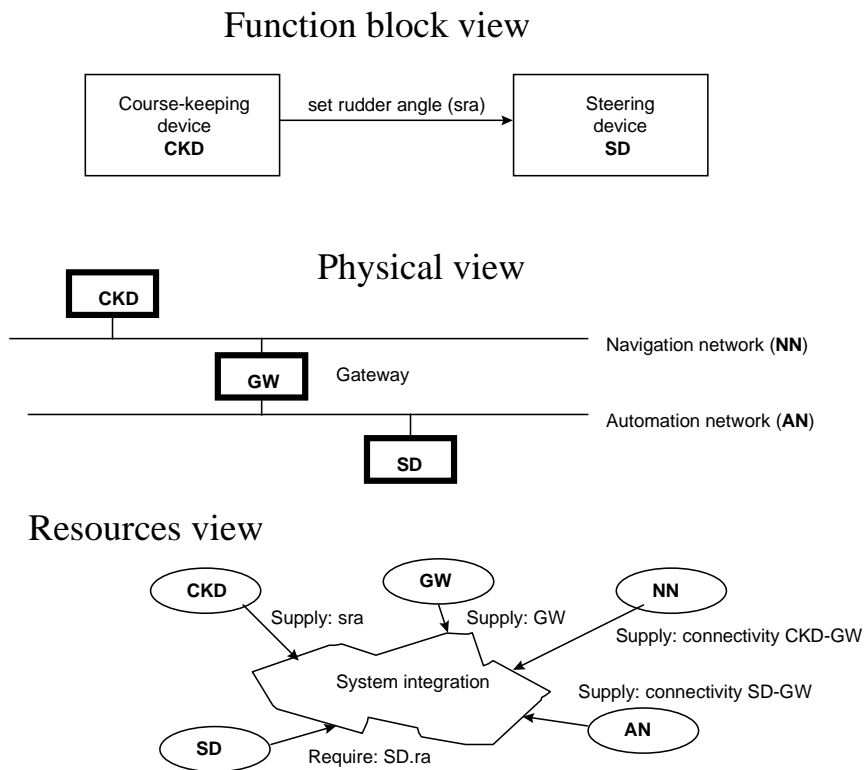 Function block view
Course-keeping
device
CKD
set rudder angle (sra)
Steering
device
SD
Physical view
CKD
Navigation network (NN)
GW
Gateway
Automation network (AN)
SD
Resources view
CKD
GW
NN
Supply: sra
Supply: GW
Supply: connectivity CKD-GW
System integration
Supply: connectivity SD-GW
SD
Require: SD.ra
AN